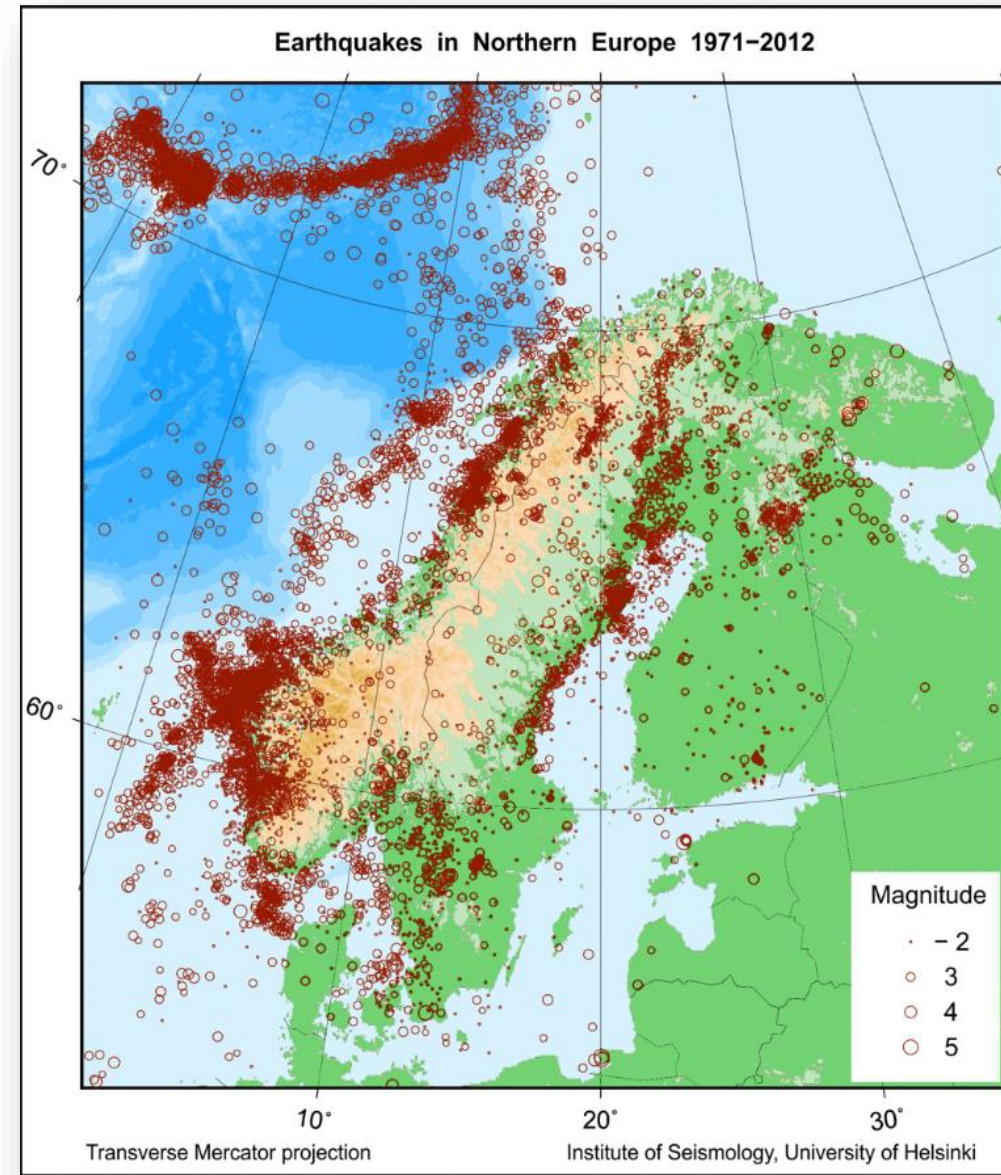 Earthquakes in Northern Europe 1971−2012
70°
60°
Magnitude
− 2
3
4
5
10°
20°
30°
Transverse Mercator projection
Institute of Seismology, University of Helsinki